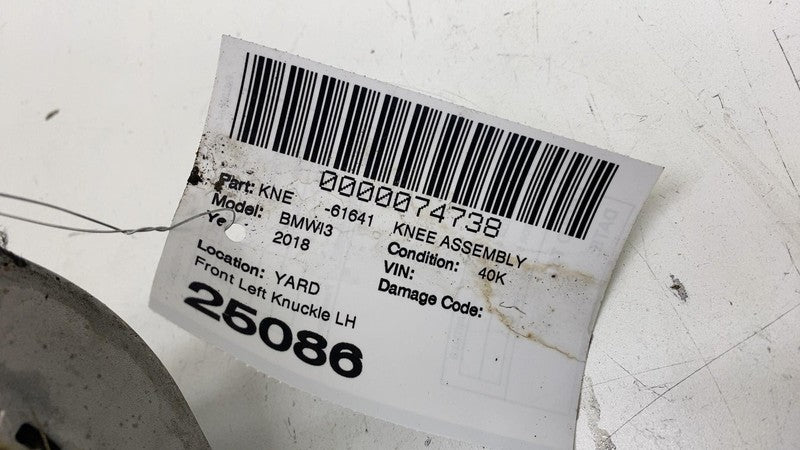 0000074738
Part: KNE -61641 KNEE ASSEMBLY
Model: BMWI3 Condition: 40K
Ye 2018 VIN:
Damage Code:
Location: YARD
Front Left Knuckle LH
25086